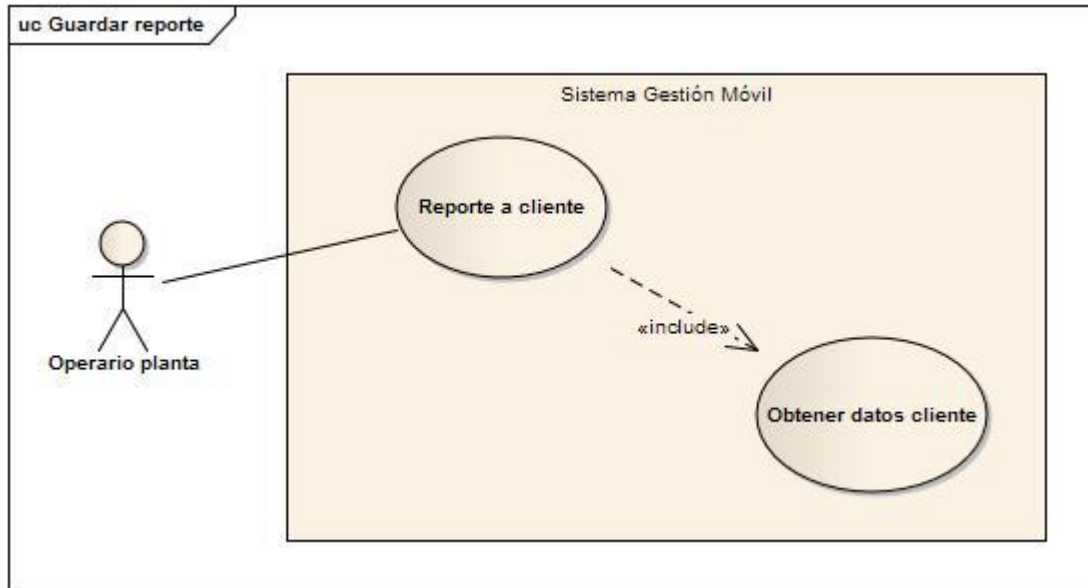 uc Guardar reporte
Sistema Gestión Móvil
Reporte a cliente
«include»
Operario planta
Obtener datos cliente